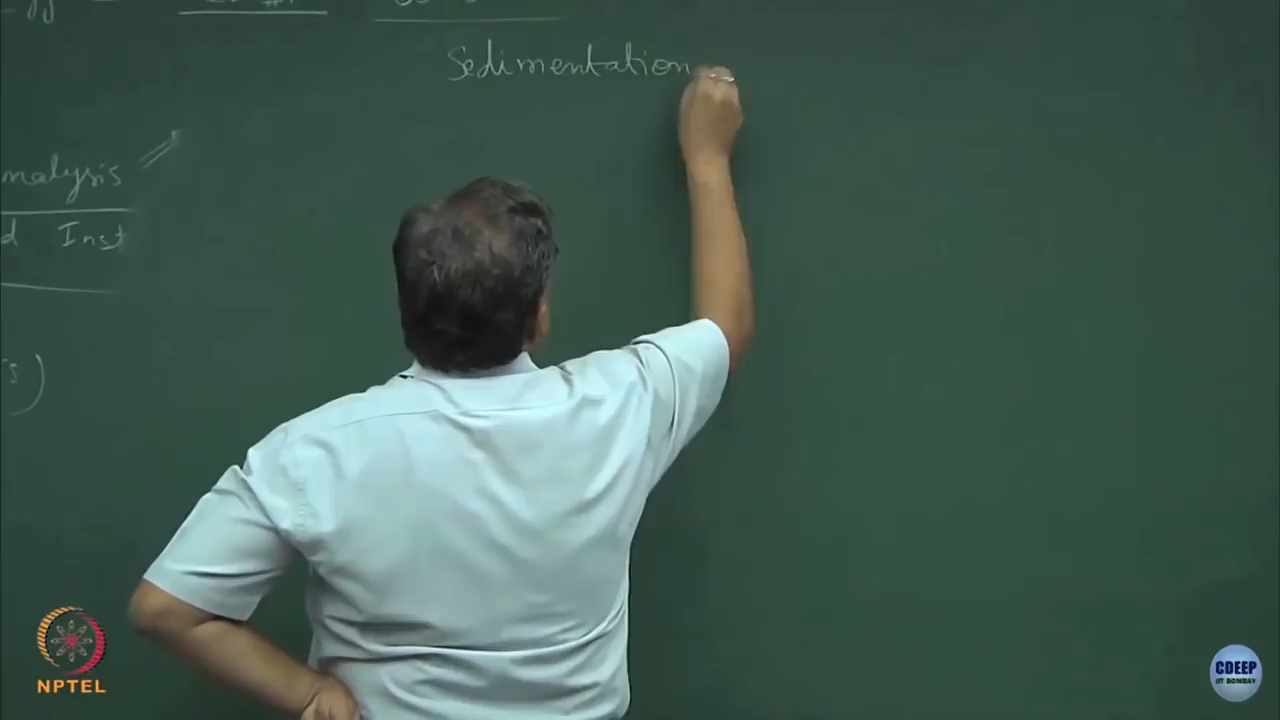 Sedimentation
nalysis
d Inst
NPTEL
CDEEP
IIT BOMBAY